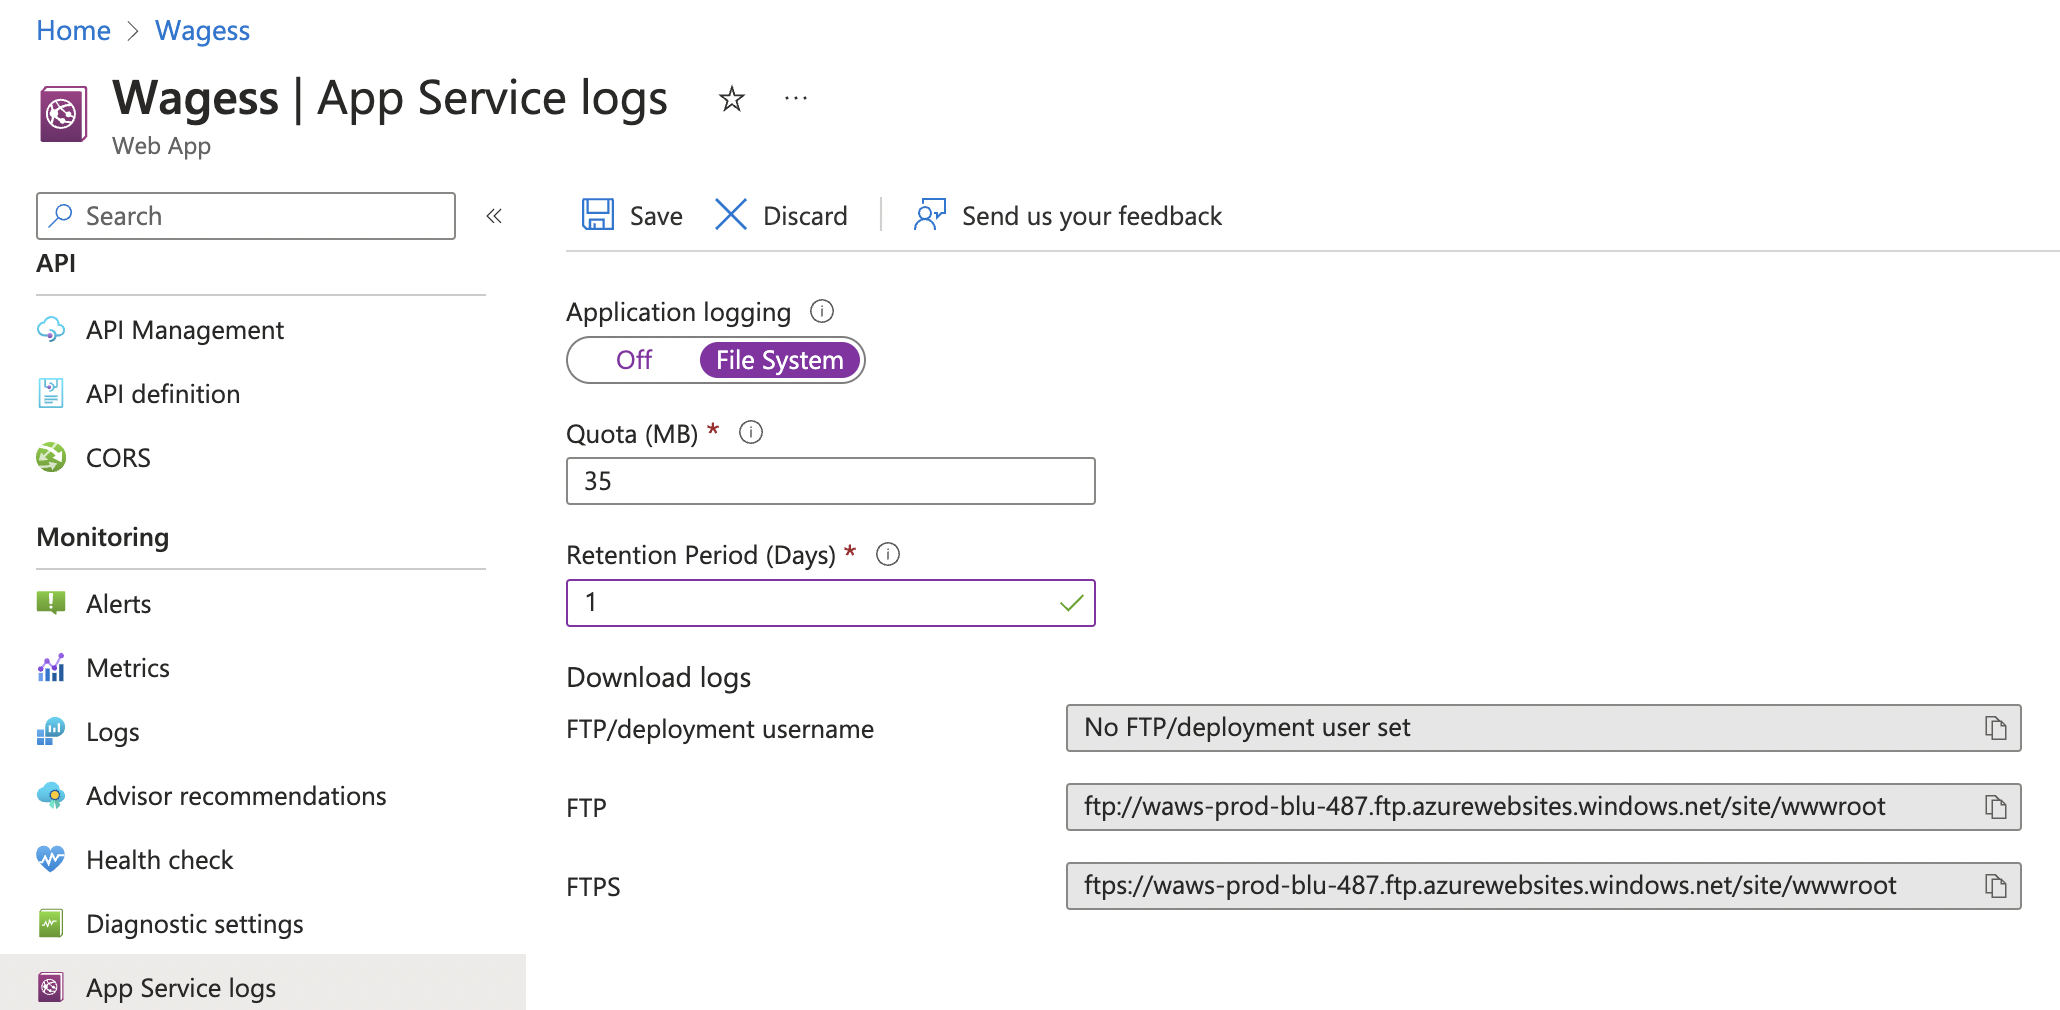 Home > Wagess
Wagess | App Service logs
Web App
Search
API
API Management
API definition
CORS
Monitoring
Alerts
Metrics
Logs
Advisor recommendations
Health check
Diagnostic settings
App Service logs
Save Discard Send us your feedback
Application logging
Off File System
Quota (MB) *
35
Retention Period (Days) *
1
Download logs
FTP/deployment username No FTP/deployment user set
FTP ftp://waws-prod-blu-487.ftp.azurewebsites.windows.net/site/wwwroot
FTPS ftps://waws-prod-blu-487.ftp.azurewebsites.windows.net/site/wwwroot